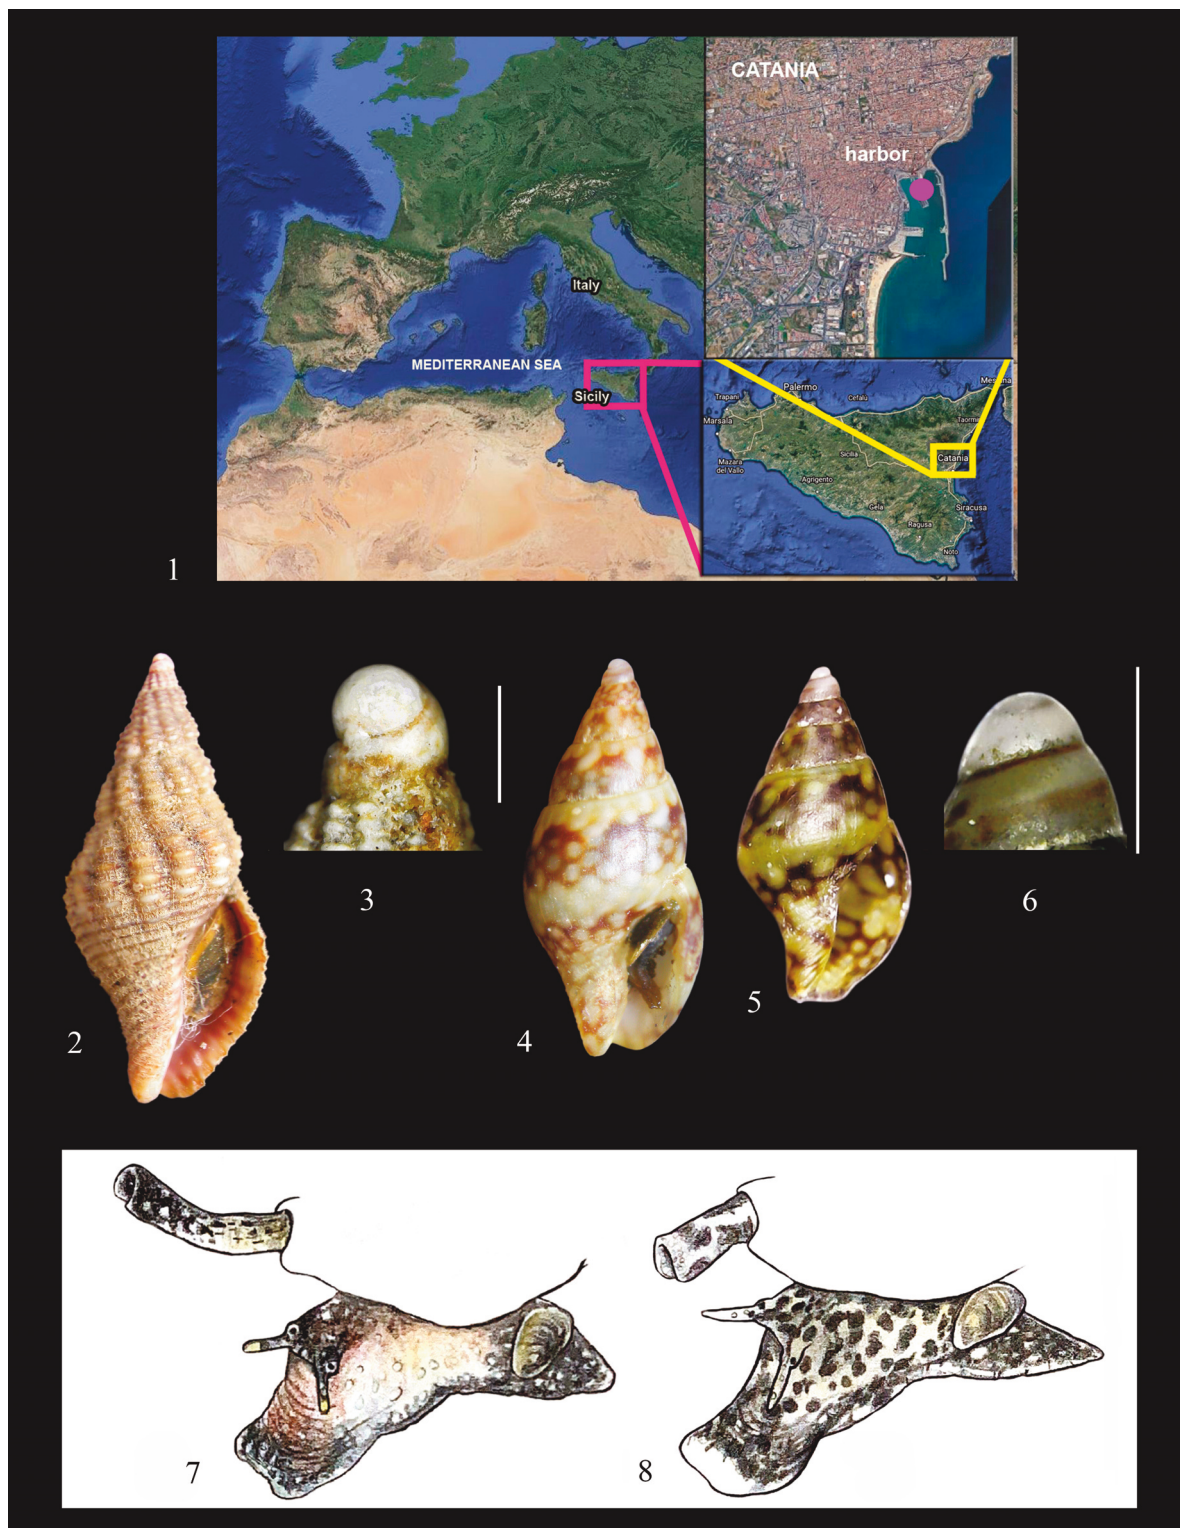 CATANIA
harbor
Italy
MEDITERRANEAN SEA
Sicily
Palermo
Trapani
Cefalù
Marsala
Sicilia
Catania
Mazara
del Vallo
Agrigento
Gela
Siracusa
Ragusa
Noto
1
2
3
4
5
6
7
8